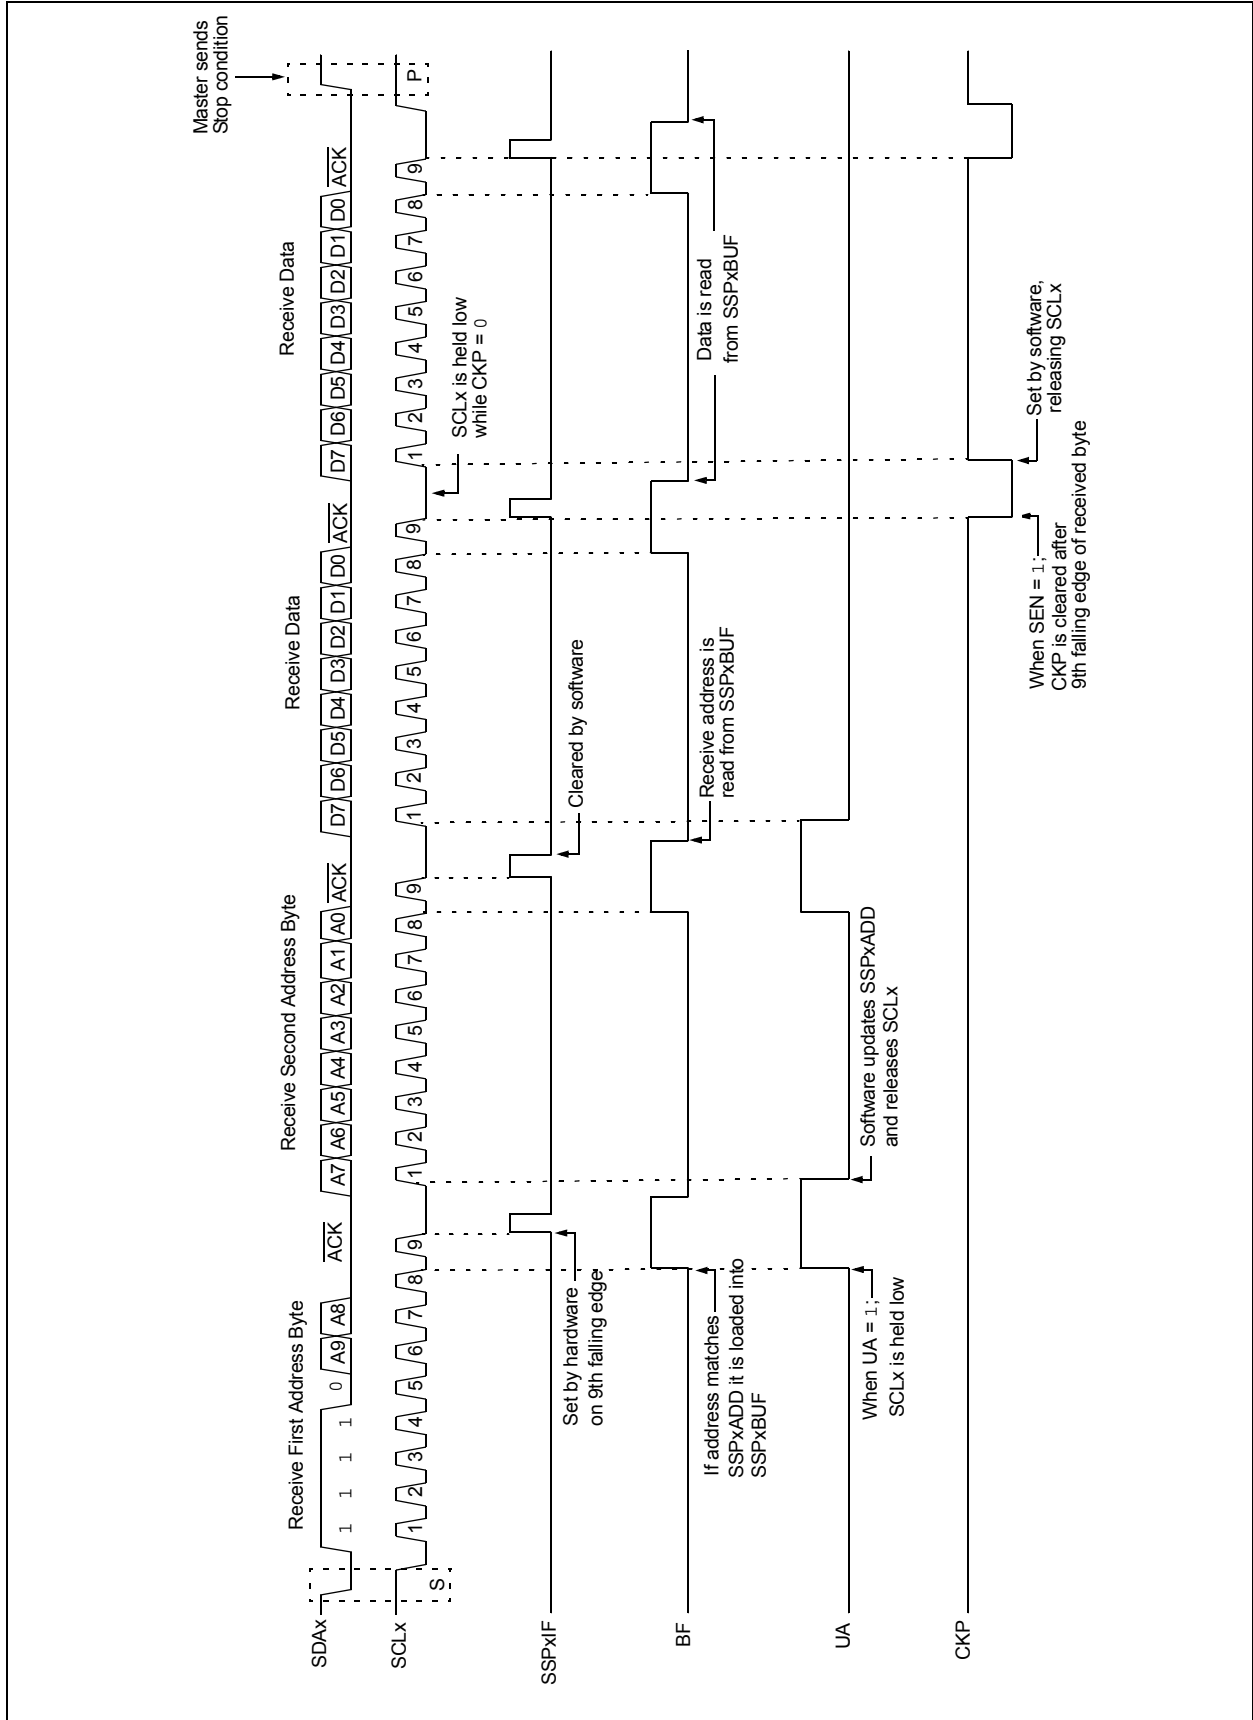 Master sends
Stop condition
Receive First Address Byte
Receive Second Address Byte
Receive Data
Receive Data
SDAx
1 1 1 1 0 A9 A8 ACK
A7 A6 A5 A4 A3 A2 A1 A0 ACK
D7 D6 D5 D4 D3 D2 D1 D0 ACK
D7 D6 D5 D4 D3 D2 D1 D0 ACK
SCLx
S
1 2 3 4 5 6 7 8 9
1 2 3 4 5 6 7 8 9
1 2 3 4 5 6 7 8 9
1 2 3 4 5 6 7 8 9
P
SCLx is held low
while CKP = 0
SSPxIF
Set by hardware
on 9th falling edge
Cleared by software
BF
If address matches
SSPxADD it is loaded into
SSPxBUF
Receive address is
read from SSPxBUF
Data is read
from SSPxBUF
UA
When UA = 1;
SCLx is held low
Software updates SSPxADD
and releases SCLx
CKP
When SEN = 1;
CKP is cleared after
9th falling edge of received byte
Set by software,
releasing SCLx